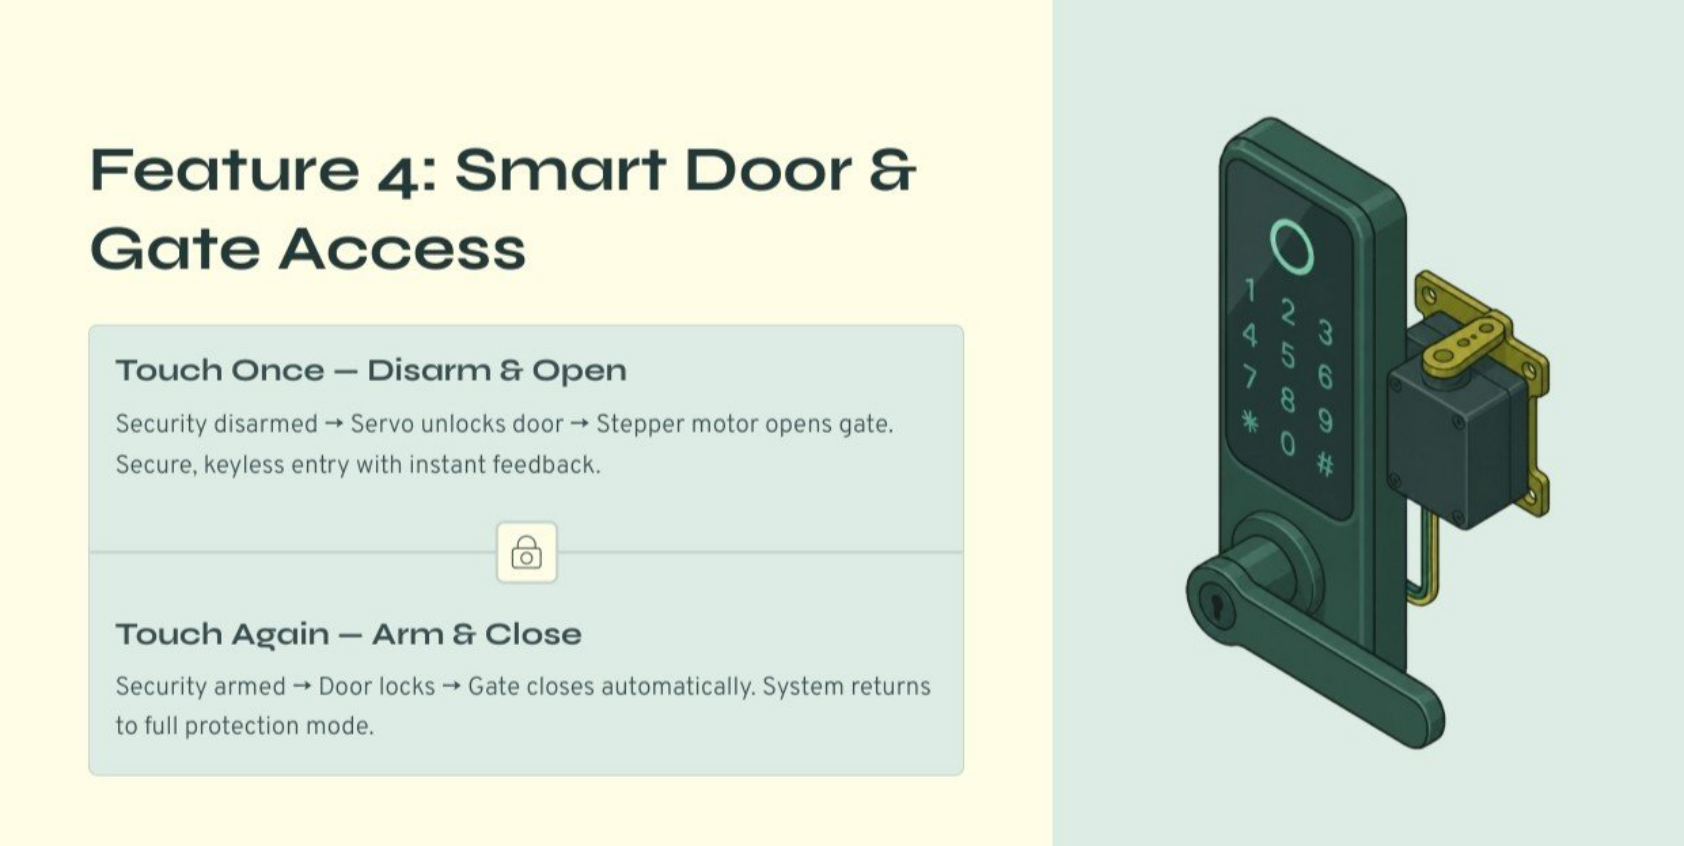 Feature 4: Smart Door &
Gate Access
Touch Once — Disarm & Open
Security disarmed → Servo unlocks door → Stepper motor opens gate.
Secure, keyless entry with instant feedback.
Touch Again — Arm & Close
Security armed → Door locks → Gate closes automatically. System returns
to full protection mode.
1 2 3
4 5 6
7 8 9
* 0 #